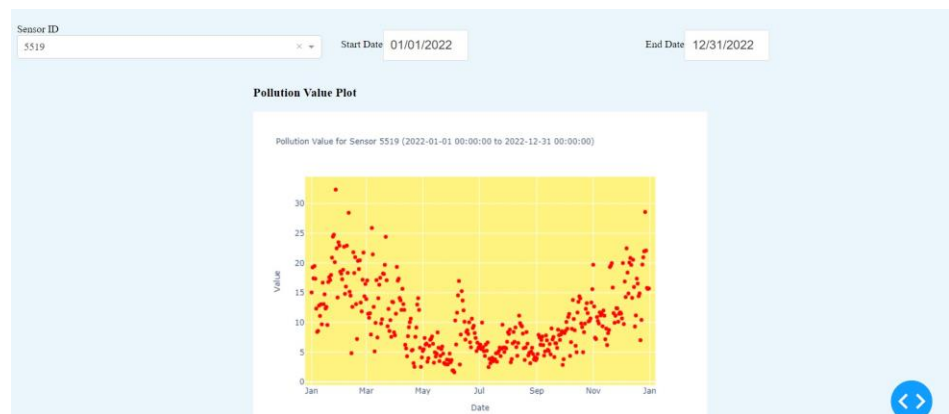 Sensor ID
5519
Start Date 01/01/2022
End Date 12/31/2022
Pollution Value Plot
Pollution Value for Sensor 5519 (2022-01-01 00:00:00 to 2022-12-31 00:00:00)
30
25
20
15
10
5
0
Value
Jan Mar May Jul Sep Nov Jan
Date